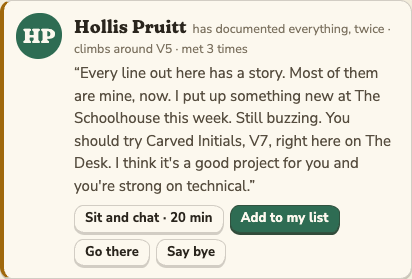 HP
Hollis Pruitt has documented everything, twice ·
climbs around V5 · met 3 times
“Every line out here has a story. Most of them
are mine, now. I put up something new at The
Schoolhouse this week. Still buzzing. You
should try Carved Initials, V7, right here on The
Desk. I think it's a good project for you and
you're strong on technical.”
Sit and chat · 20 min Add to my list
Go there Say bye